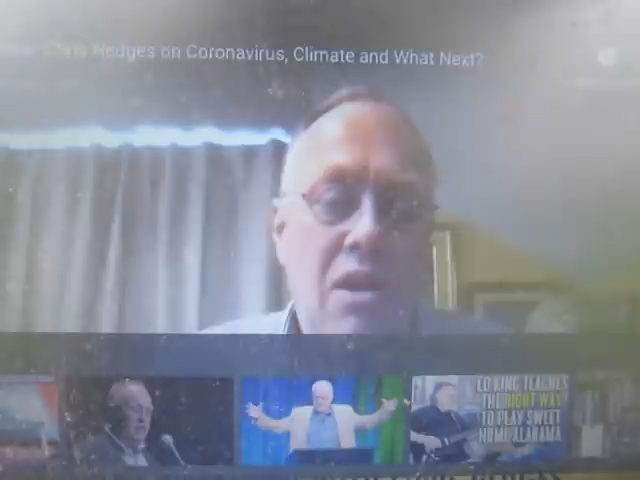 Chris Hedges on Coronavirus, Climate and What Next?
ED KING TEACHES
THE RIGHT WAY
TO PLAY SWEET
HOME ALABAMA